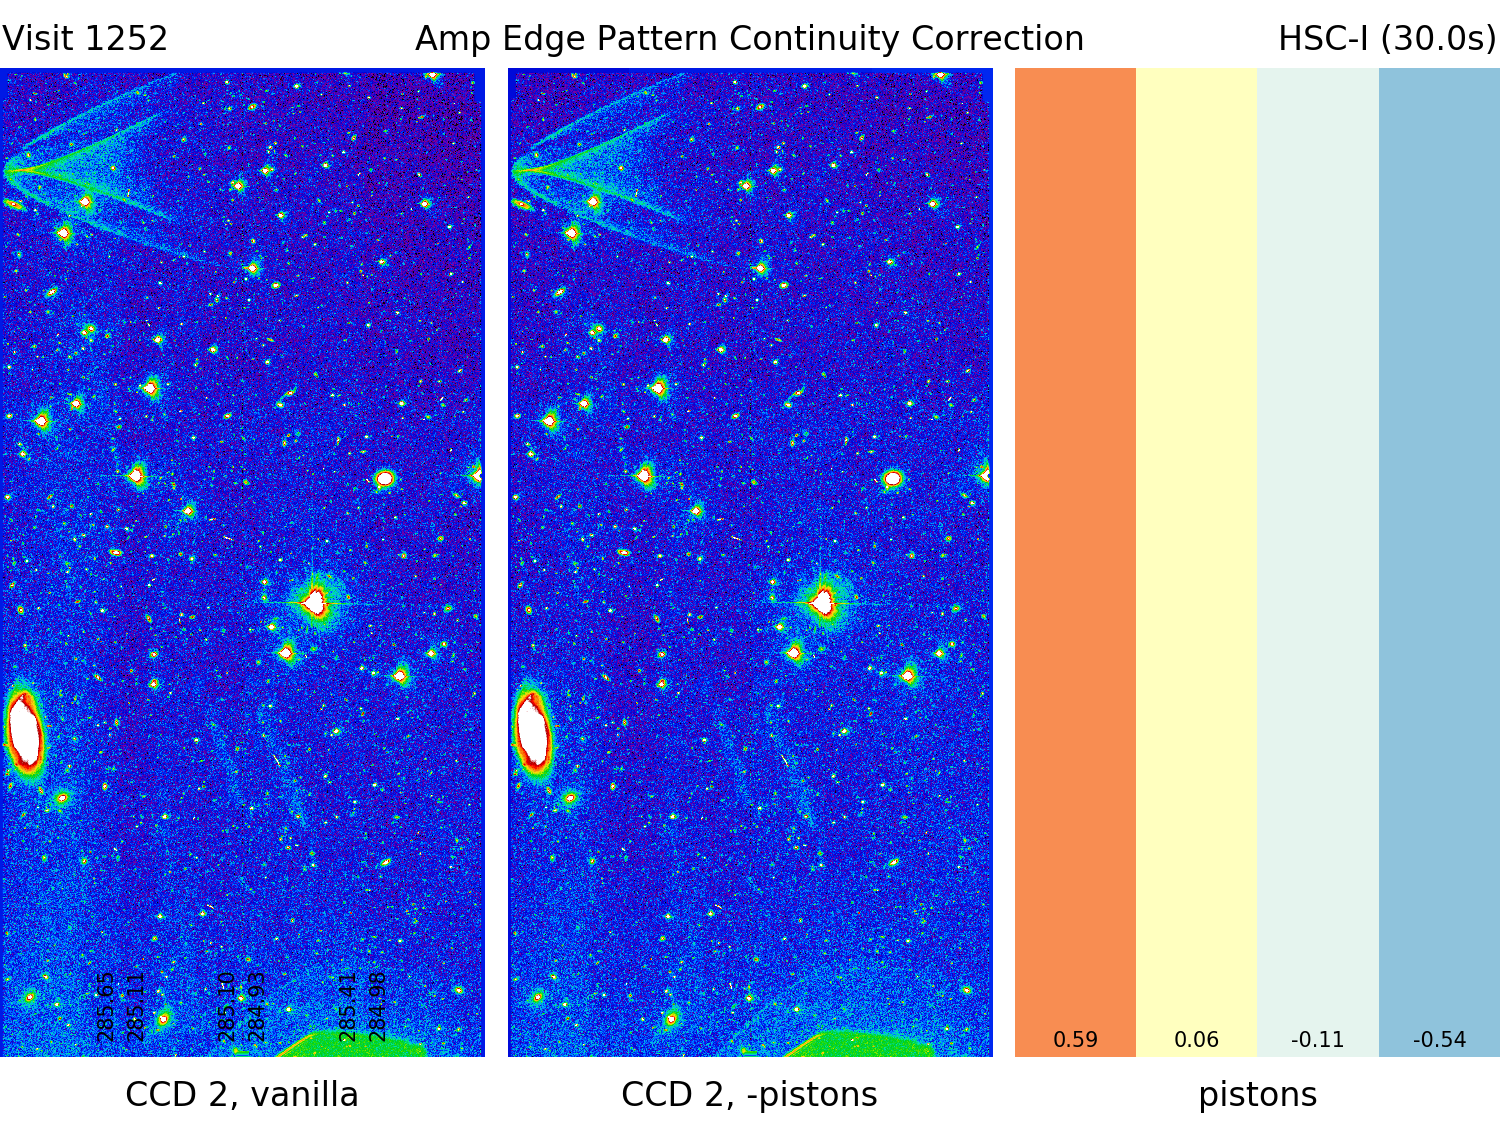 Visit 1252 Amp Edge Pattern Continuity Correction HSC-I (30.0s)
285.65
285.11
285.10
284.93
285.41
284.98
0.59 0.06 -0.11 -0.54
CCD 2, vanilla CCD 2, -pistons pistons